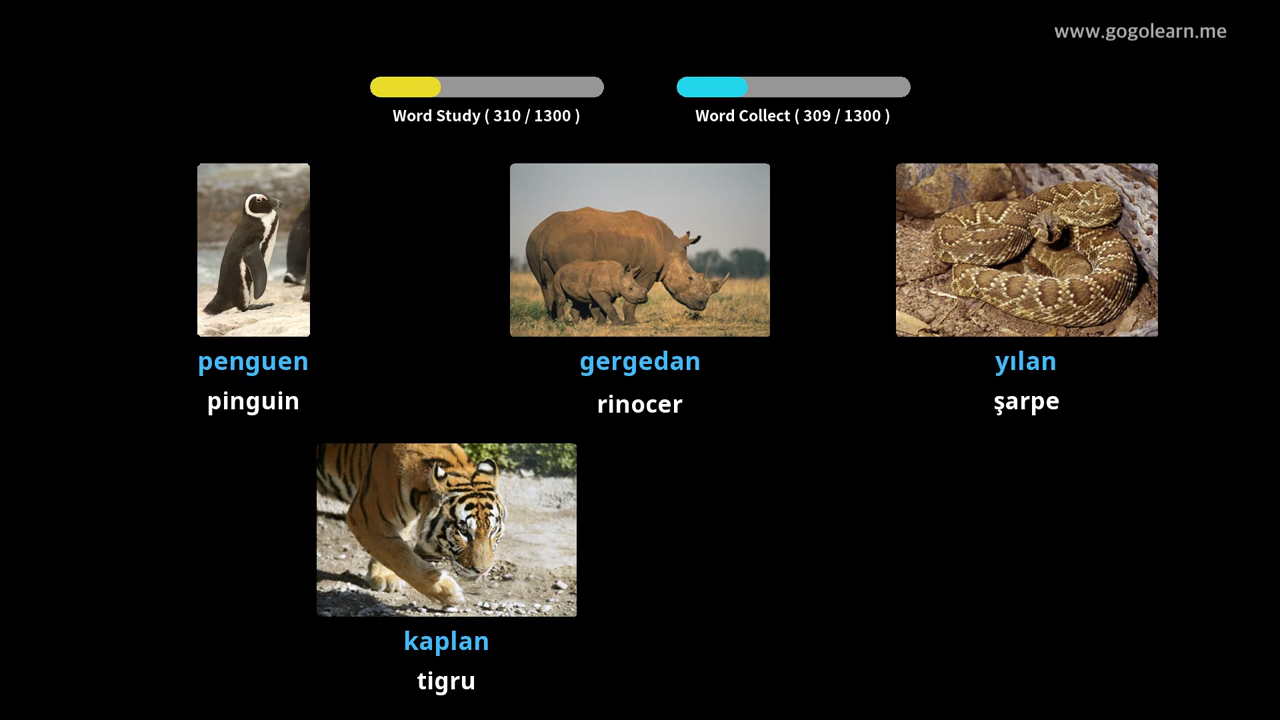 www.gogolearn.me
Word Study ( 310 / 1300 )
Word Collect ( 309 / 1300 )
penguen
pinguin
gergedan
rinocer
yılan
şarpe
kaplan
tigru